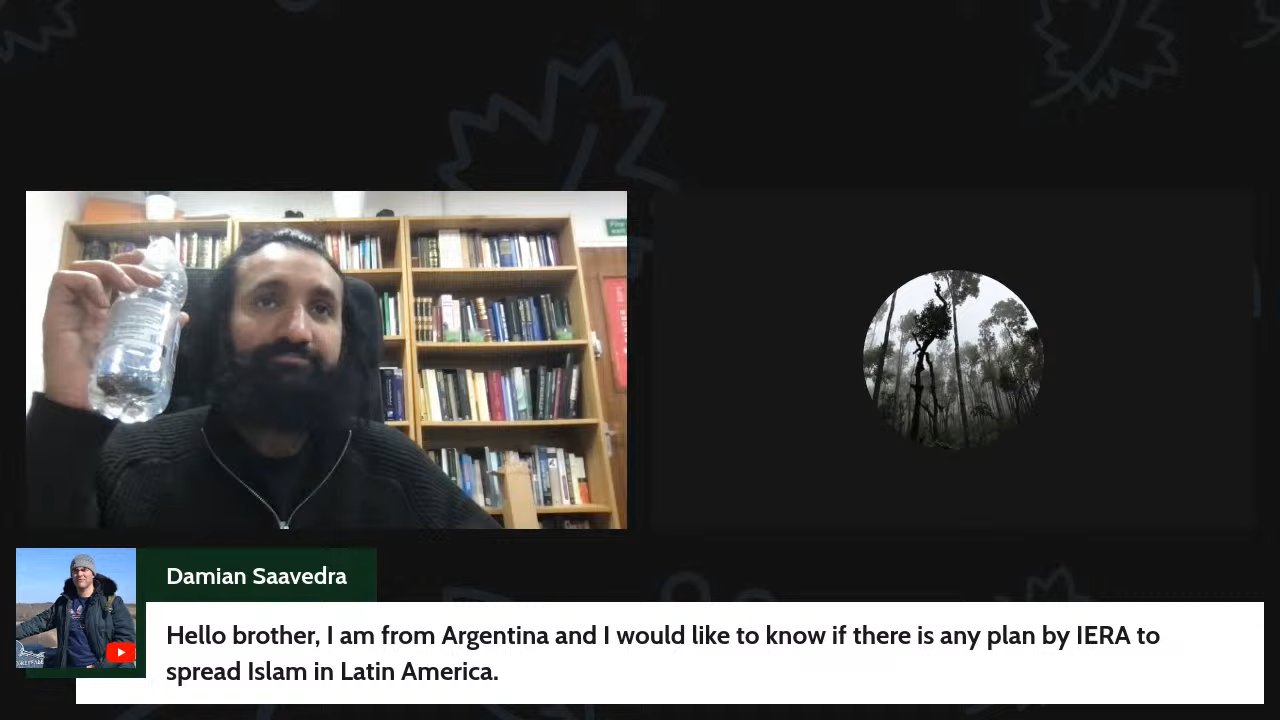 Damian Saavedra
Hello brother, I am from Argentina and I would like to know if there is any plan by IERA to
spread Islam in Latin America.